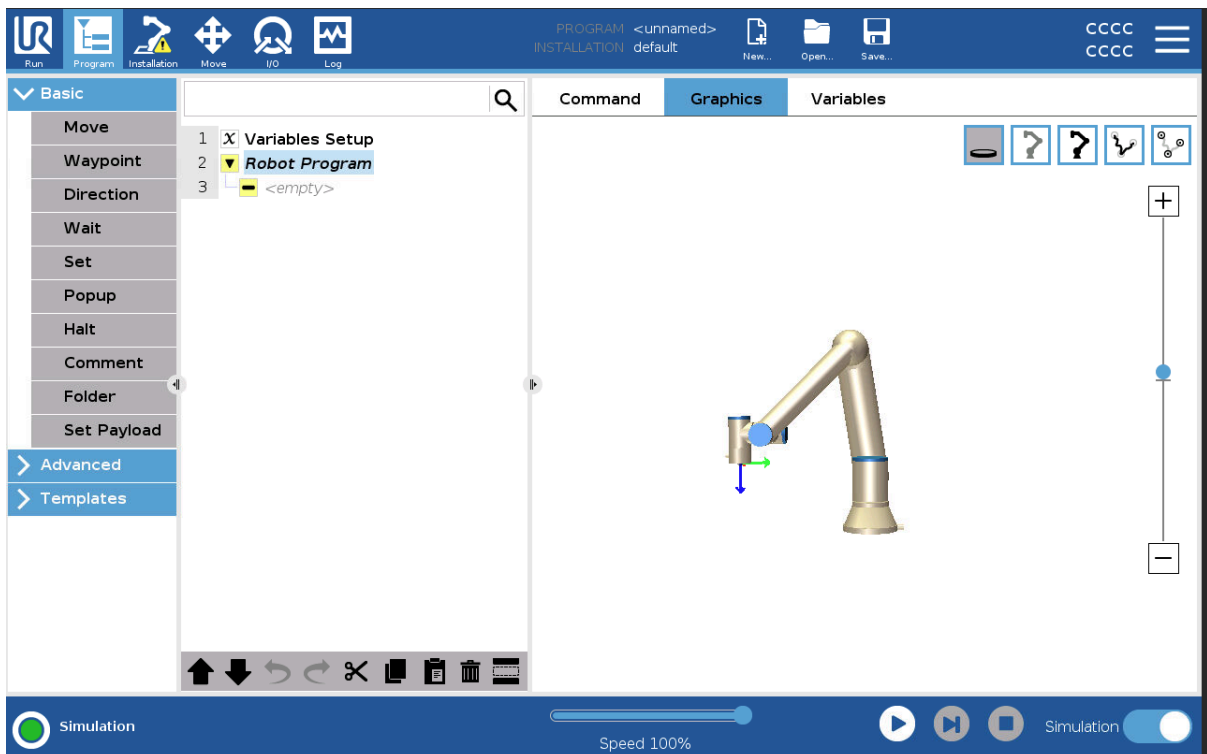 UR
Run
Program
Installation
Move
I/O
Log
PROGRAM <unnamed>
INSTALLATION default
New...
Open...
Save...
CCCC
CCCC
Basic
Move
Waypoint
Direction
Wait
Set
Popup
Halt
Comment
Folder
Set Payload
Advanced
Templates
1 X Variables Setup
2 Robot Program
3 <empty>
Command Graphics Variables
Simulation
Speed 100%
Simulation